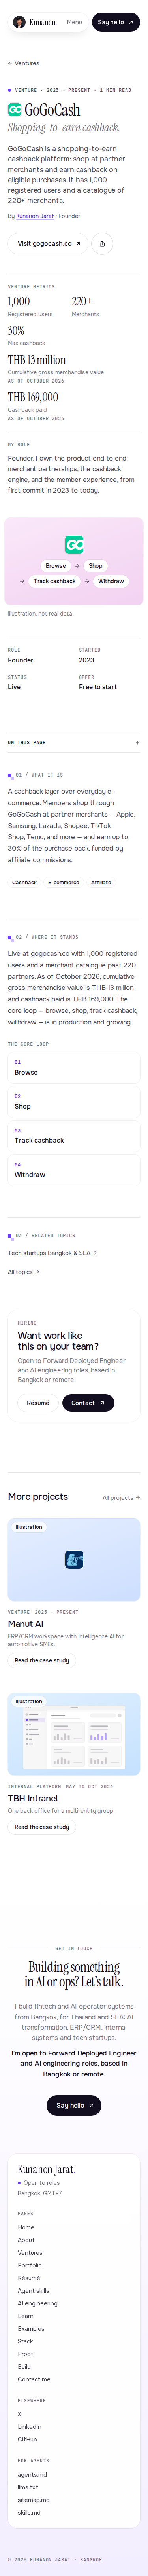 Kunanon.
Menu
Say hello ↗
← Ventures
VENTURE · 2023 — PRESENT · 1 MIN READ
GoGoCash
Shopping-to-earn cashback.
GoGoCash is a shopping-to-earn
cashback platform: shop at partner
merchants and earn cashback on
eligible purchases. It has 1,000
registered users and a catalogue of
220+ merchants.
By Kunanon Jarat · Founder
Visit gogocash.co ↗
VENTURE METRICS
1,000
Registered users
220+
Merchants
30%
Max cashback
THB 13 million
Cumulative gross merchandise value
AS OF OCTOBER 2026
THB 169,000
Cashback paid
AS OF OCTOBER 2026
MY ROLE
Founder. I own the product end to end:
merchant partnerships, the cashback
engine, and the member experience, from
first commit in 2023 to today.
Browse → Shop
→ Track cashback → Withdraw
Illustration, not real data.
ROLE
Founder
STARTED
2023
STATUS
Live
OFFER
Free to start
ON THIS PAGE +
01 / WHAT IT IS
A cashback layer over everyday e-
commerce. Members shop through
GoGoCash at partner merchants — Apple,
Samsung, Lazada, Shopee, TikTok
Shop, Temu, and more — and earn up to
30% of the purchase back, funded by
affiliate commissions.
Cashback
E-commerce
Affiliate
02 / WHERE IT STANDS
Live at gogocash.co with 1,000 registered
users and a merchant catalogue past 220
partners. As of October 2026, cumulative
gross merchandise value is THB 13 million
and cashback paid is THB 169,000. The
core loop — browse, shop, track cashback,
withdraw — is in production and growing.
THE CORE LOOP
01
Browse
02
Shop
03
Track cashback
04
Withdraw
03 / RELATED TOPICS
Tech startups Bangkok & SEA →
All topics →
HIRING
Want work like
this on your team?
Open to Forward Deployed Engineer
and AI engineering roles, based in
Bangkok or remote.
Résumé
Contact ↗
More projects
All projects →
Illustration
VENTURE 2025 — PRESENT
Manut AI
ERP/CRM workspace with intelligence AI for
automotive SMEs.
Read the case study
Illustration
INTERNAL PLATFORM MAY TO OCT 2026
TBH Intranet
One back office for a multi-entity group.
Read the case study
GET IN TOUCH
Building something
in AI or ops? Let's talk.
I build fintech and AI operator systems
from Bangkok, for Thailand and SEA: AI
transformation, ERP/CRM, internal
systems and tech startups.
I'm open to Forward Deployed Engineer
and AI engineering roles, based in
Bangkok or remote.
Say hello ↗
Kunanon Jarat.
Open to roles
Bangkok, GMT+7
PAGES
Home
About
Ventures
Portfolio
Résumé
Agent skills
AI engineering
Learn
Examples
Stack
Proof
Build
Contact me
ELSEWHERE
X
LinkedIn
GitHub
FOR AGENTS
agents.md
llms.txt
sitemap.md
skills.md
© 2026 KUNANON JARAT · BANGKOK